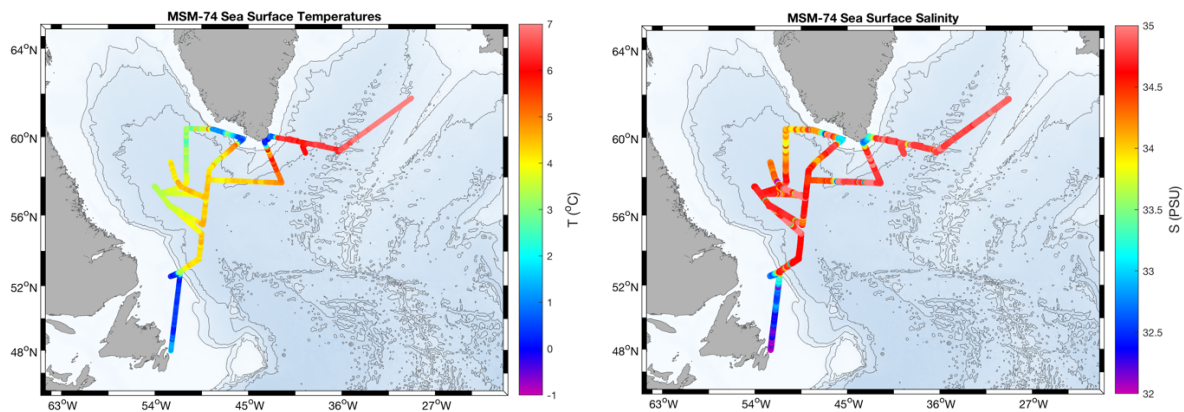 MSM-74 Sea Surface Temperatures
64°N
60°N
56°N
52°N
48°N
63°W 54°W 45°W 36°W 27°W
7
6
5
4
3
2
1
0
-1
T (°C)
MSM-74 Sea Surface Salinity
64°N
60°N
56°N
52°N
48°N
63°W 54°W 45°W 36°W 27°W
35
34.5
34
33.5
33
32.5
32
S (PSU)